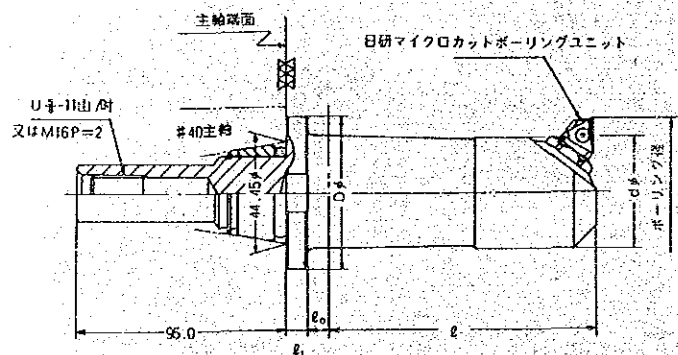 主軸端面
日研マイクロカットボーリングユニット
U⅝-11山/吋
又はM16P=2
#40主軸
44.45φ
Dφ
dφ
ボーリング径
95.0
ℓ₁
ℓ₀
ℓ